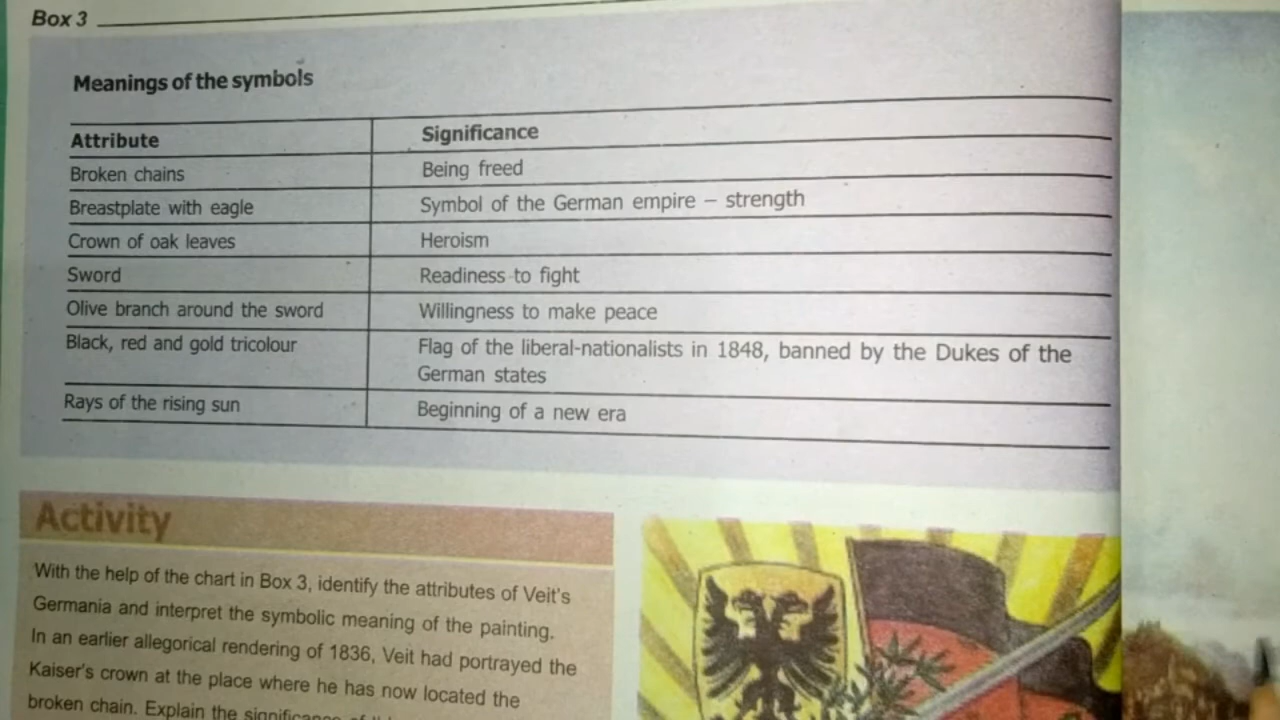 Box 3
Meanings of the symbols
Attribute Significance
Broken chains Being freed
Breastplate with eagle Symbol of the German empire – strength
Crown of oak leaves Heroism
Sword Readiness to fight
Olive branch around the sword Willingness to make peace
Black, red and gold tricolour Flag of the liberal-nationalists in 1848, banned by the Dukes of the
German states
Rays of the rising sun Beginning of a new era
Activity
With the help of the chart in Box 3, identify the attributes of Veit's
Germania and interpret the symbolic meaning of the painting.
In an earlier allegorical rendering of 1836, Veit had portrayed the
Kaiser's crown at the place where he has now located the
broken chain. Explain the significance of